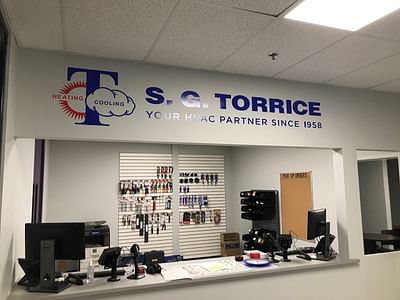 HEATING
COOLING
S. G. TORRICE
YOUR HVAC PARTNER SINCE 1958
PICK UP ORDERS